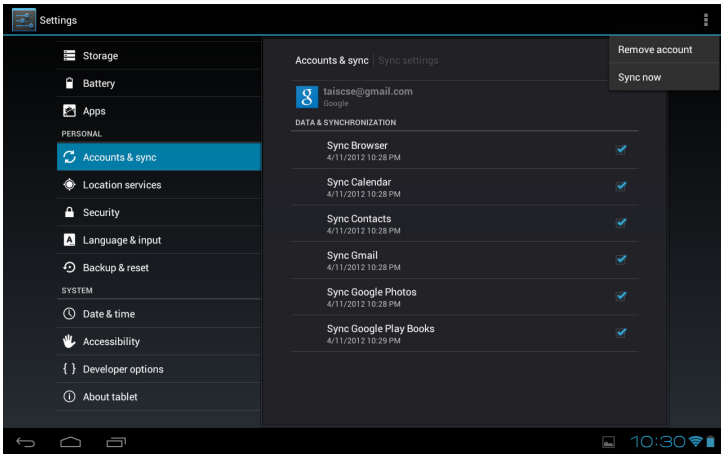 Settings
Storage
Battery
Apps
PERSONAL
Accounts & sync
Location services
Security
Language & input
Backup & reset
SYSTEM
Date & time
Accessibility
Developer options
About tablet
Accounts & sync | Sync settings
Remove account
Sync now
taiscse@gmail.com
Google
DATA & SYNCHRONIZATION
Sync Browser
4/11/2012 10:28 PM
Sync Calendar
4/11/2012 10:28 PM
Sync Contacts
4/11/2012 10:28 PM
Sync Gmail
4/11/2012 10:28 PM
Sync Google Photos
4/11/2012 10:28 PM
Sync Google Play Books
4/11/2012 10:29 PM
10:30